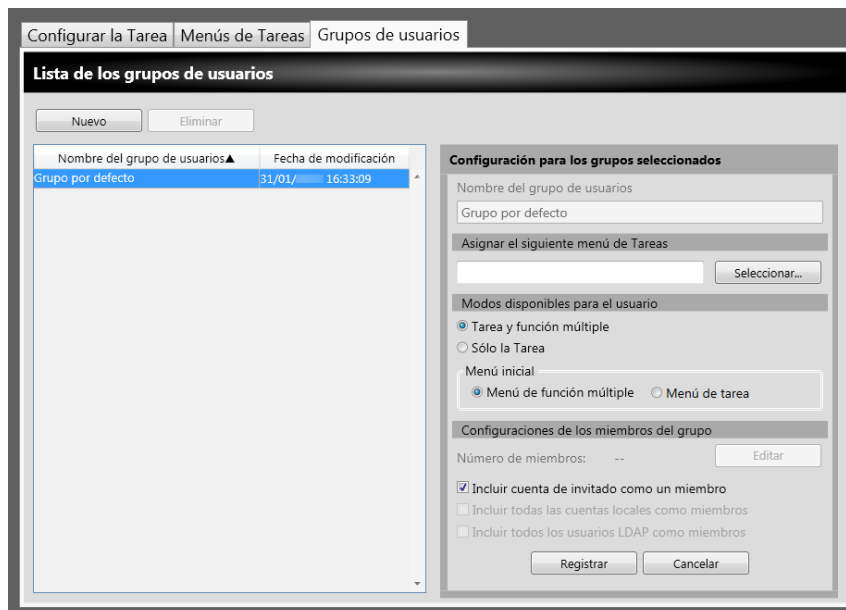 Configurar la Tarea Menús de Tareas Grupos de usuarios
Lista de los grupos de usuarios
Nuevo Eliminar
Nombre del grupo de usuarios▲ Fecha de modificación
Grupo por defecto 31/01/ 16:33:09
Configuración para los grupos seleccionados
Nombre del grupo de usuarios
Grupo por defecto
Asignar el siguiente menú de Tareas
Seleccionar...
Modos disponibles para el usuario
Tarea y función múltiple
Sólo la Tarea
Menú inicial
Menú de función múltiple Menú de tarea
Configuraciones de los miembros del grupo
Número de miembros: -- Editar
Incluir cuenta de invitado como un miembro
Incluir todas las cuentas locales como miembros
Incluir todos los usuarios LDAP como miembros
Registrar Cancelar